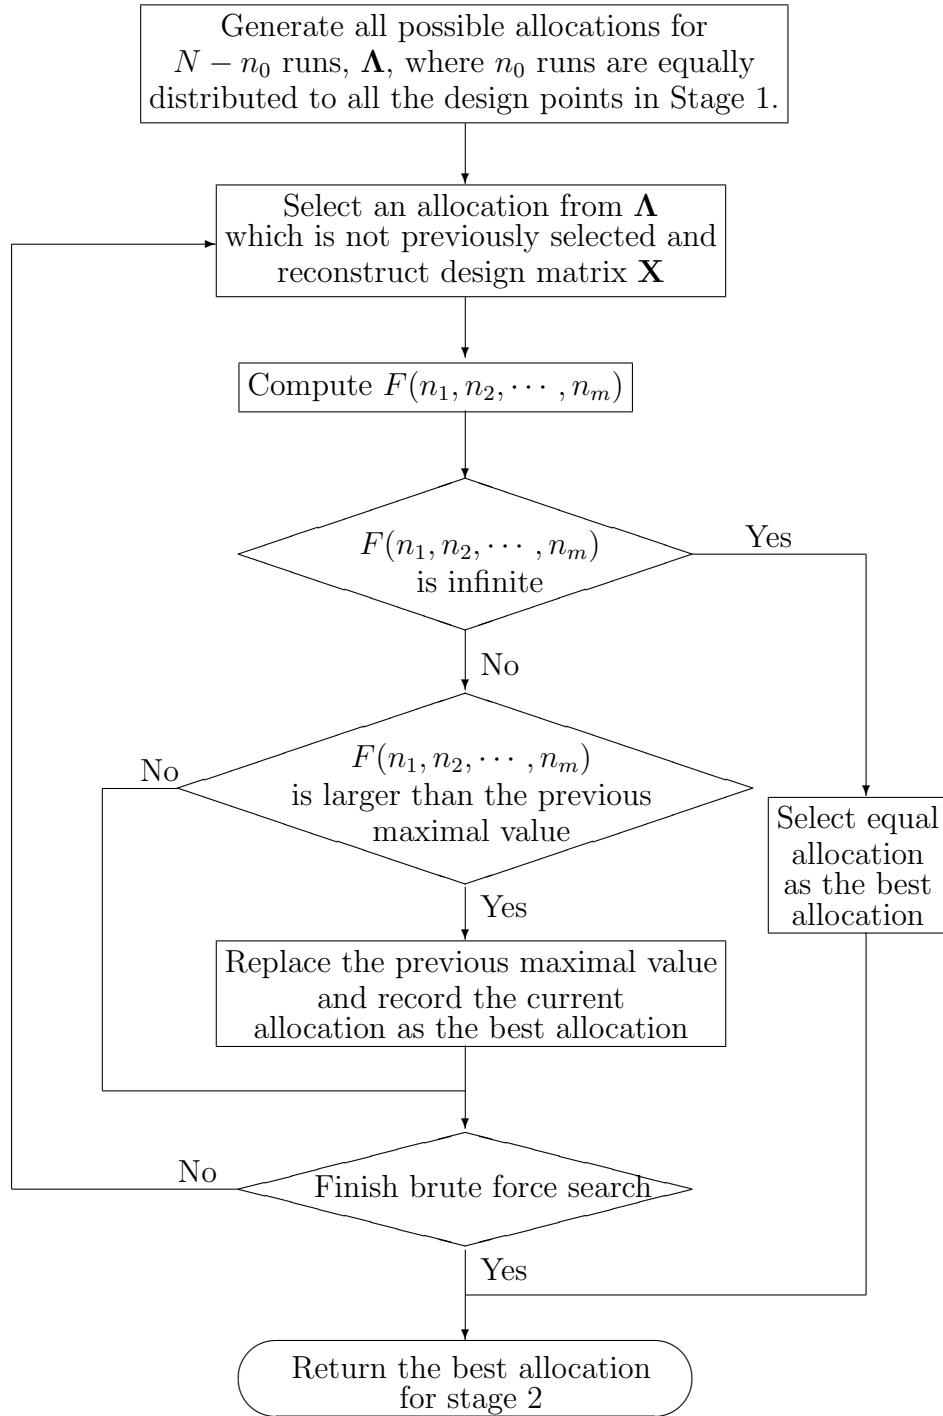 Generate all possible allocations for
N − n₀ runs, Λ, where n₀ runs are equally
distributed to all the design points in Stage 1.
Select an allocation from Λ
which is not previously selected and
reconstruct design matrix X
Compute F(n₁, n₂, ⋯ , nₘ)
F(n₁, n₂, ⋯ , nₘ)
is infinite
Yes
No
F(n₁, n₂, ⋯ , nₘ)
is larger than the previous
maximal value
No
Yes
Select equal
allocation
as the best
allocation
Replace the previous maximal value
and record the current
allocation as the best allocation
Finish brute force search
No
Yes
Return the best allocation
for stage 2